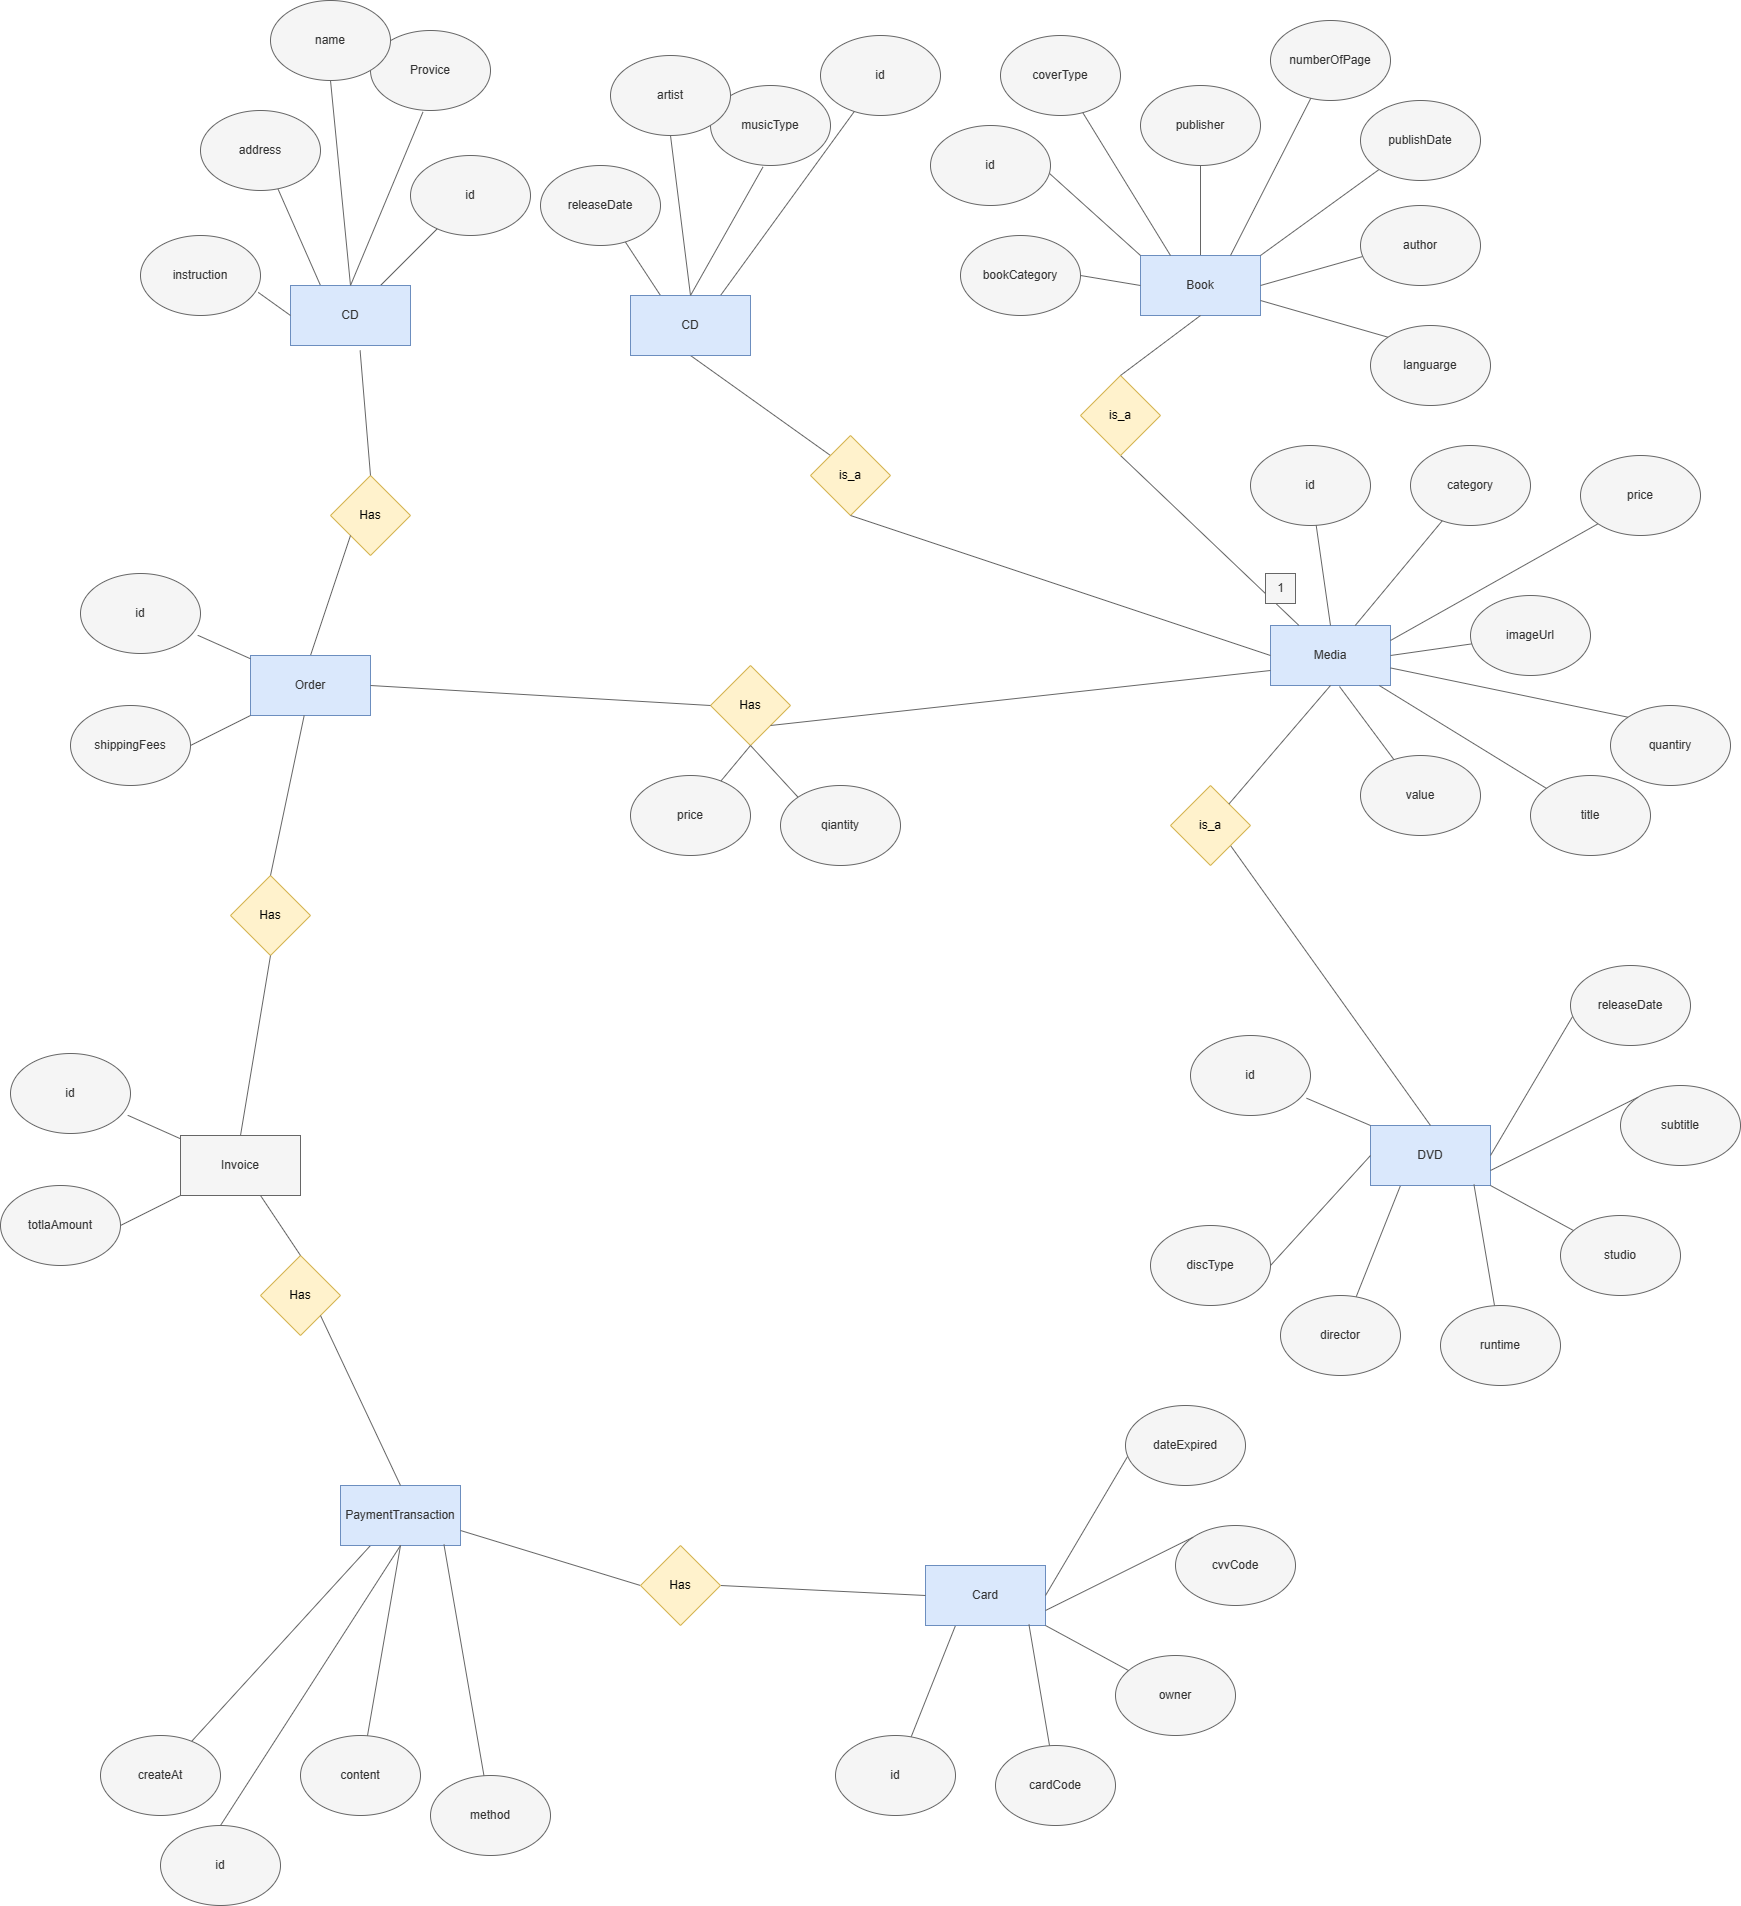 name
Provice
address
id
instruction
CD
artist
musicType
id
releaseDate
CD
coverType
numberOfPage
publisher
publishDate
id
author
bookCategory
Book
languarge
is_a
is_a
Has
id
category
price
1
imageUrl
Media
quantiry
value
title
id
Order
shippingFees
Has
price
qiantity
is_a
Has
releaseDate
id
subtitle
DVD
studio
discType
director
runtime
id
Invoice
totlaAmount
Has
dateExpired
PaymentTransaction
cvvCode
Has
Card
owner
id
cardCode
createAt
content
method
id